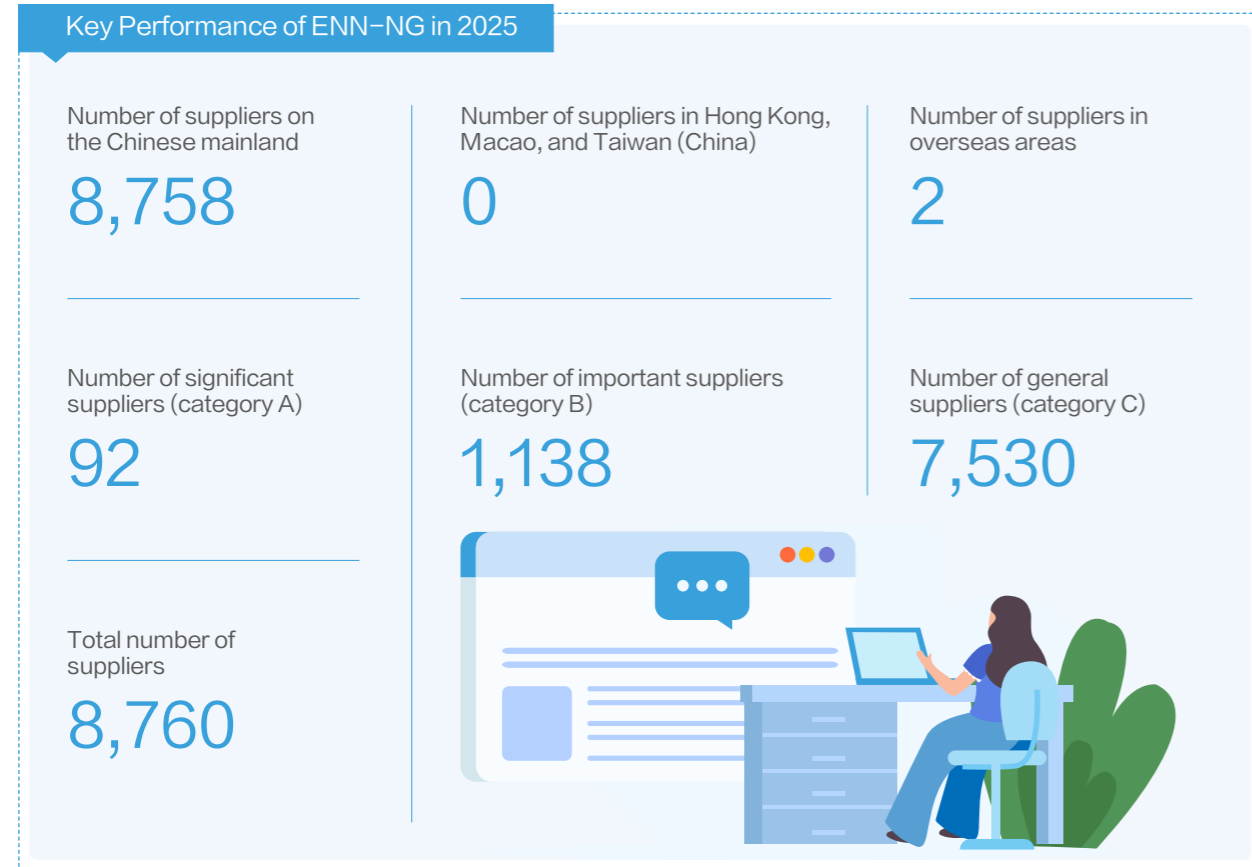 Key Performance of ENN-NG in 2025
Number of suppliers on
the Chinese mainland
8,758
Number of suppliers in Hong Kong,
Macao, and Taiwan (China)
0
Number of suppliers in
overseas areas
2
Number of significant
suppliers (category A)
92
Number of important suppliers
(category B)
1,138
Number of general
suppliers (category C)
7,530
Total number of
suppliers
8,760